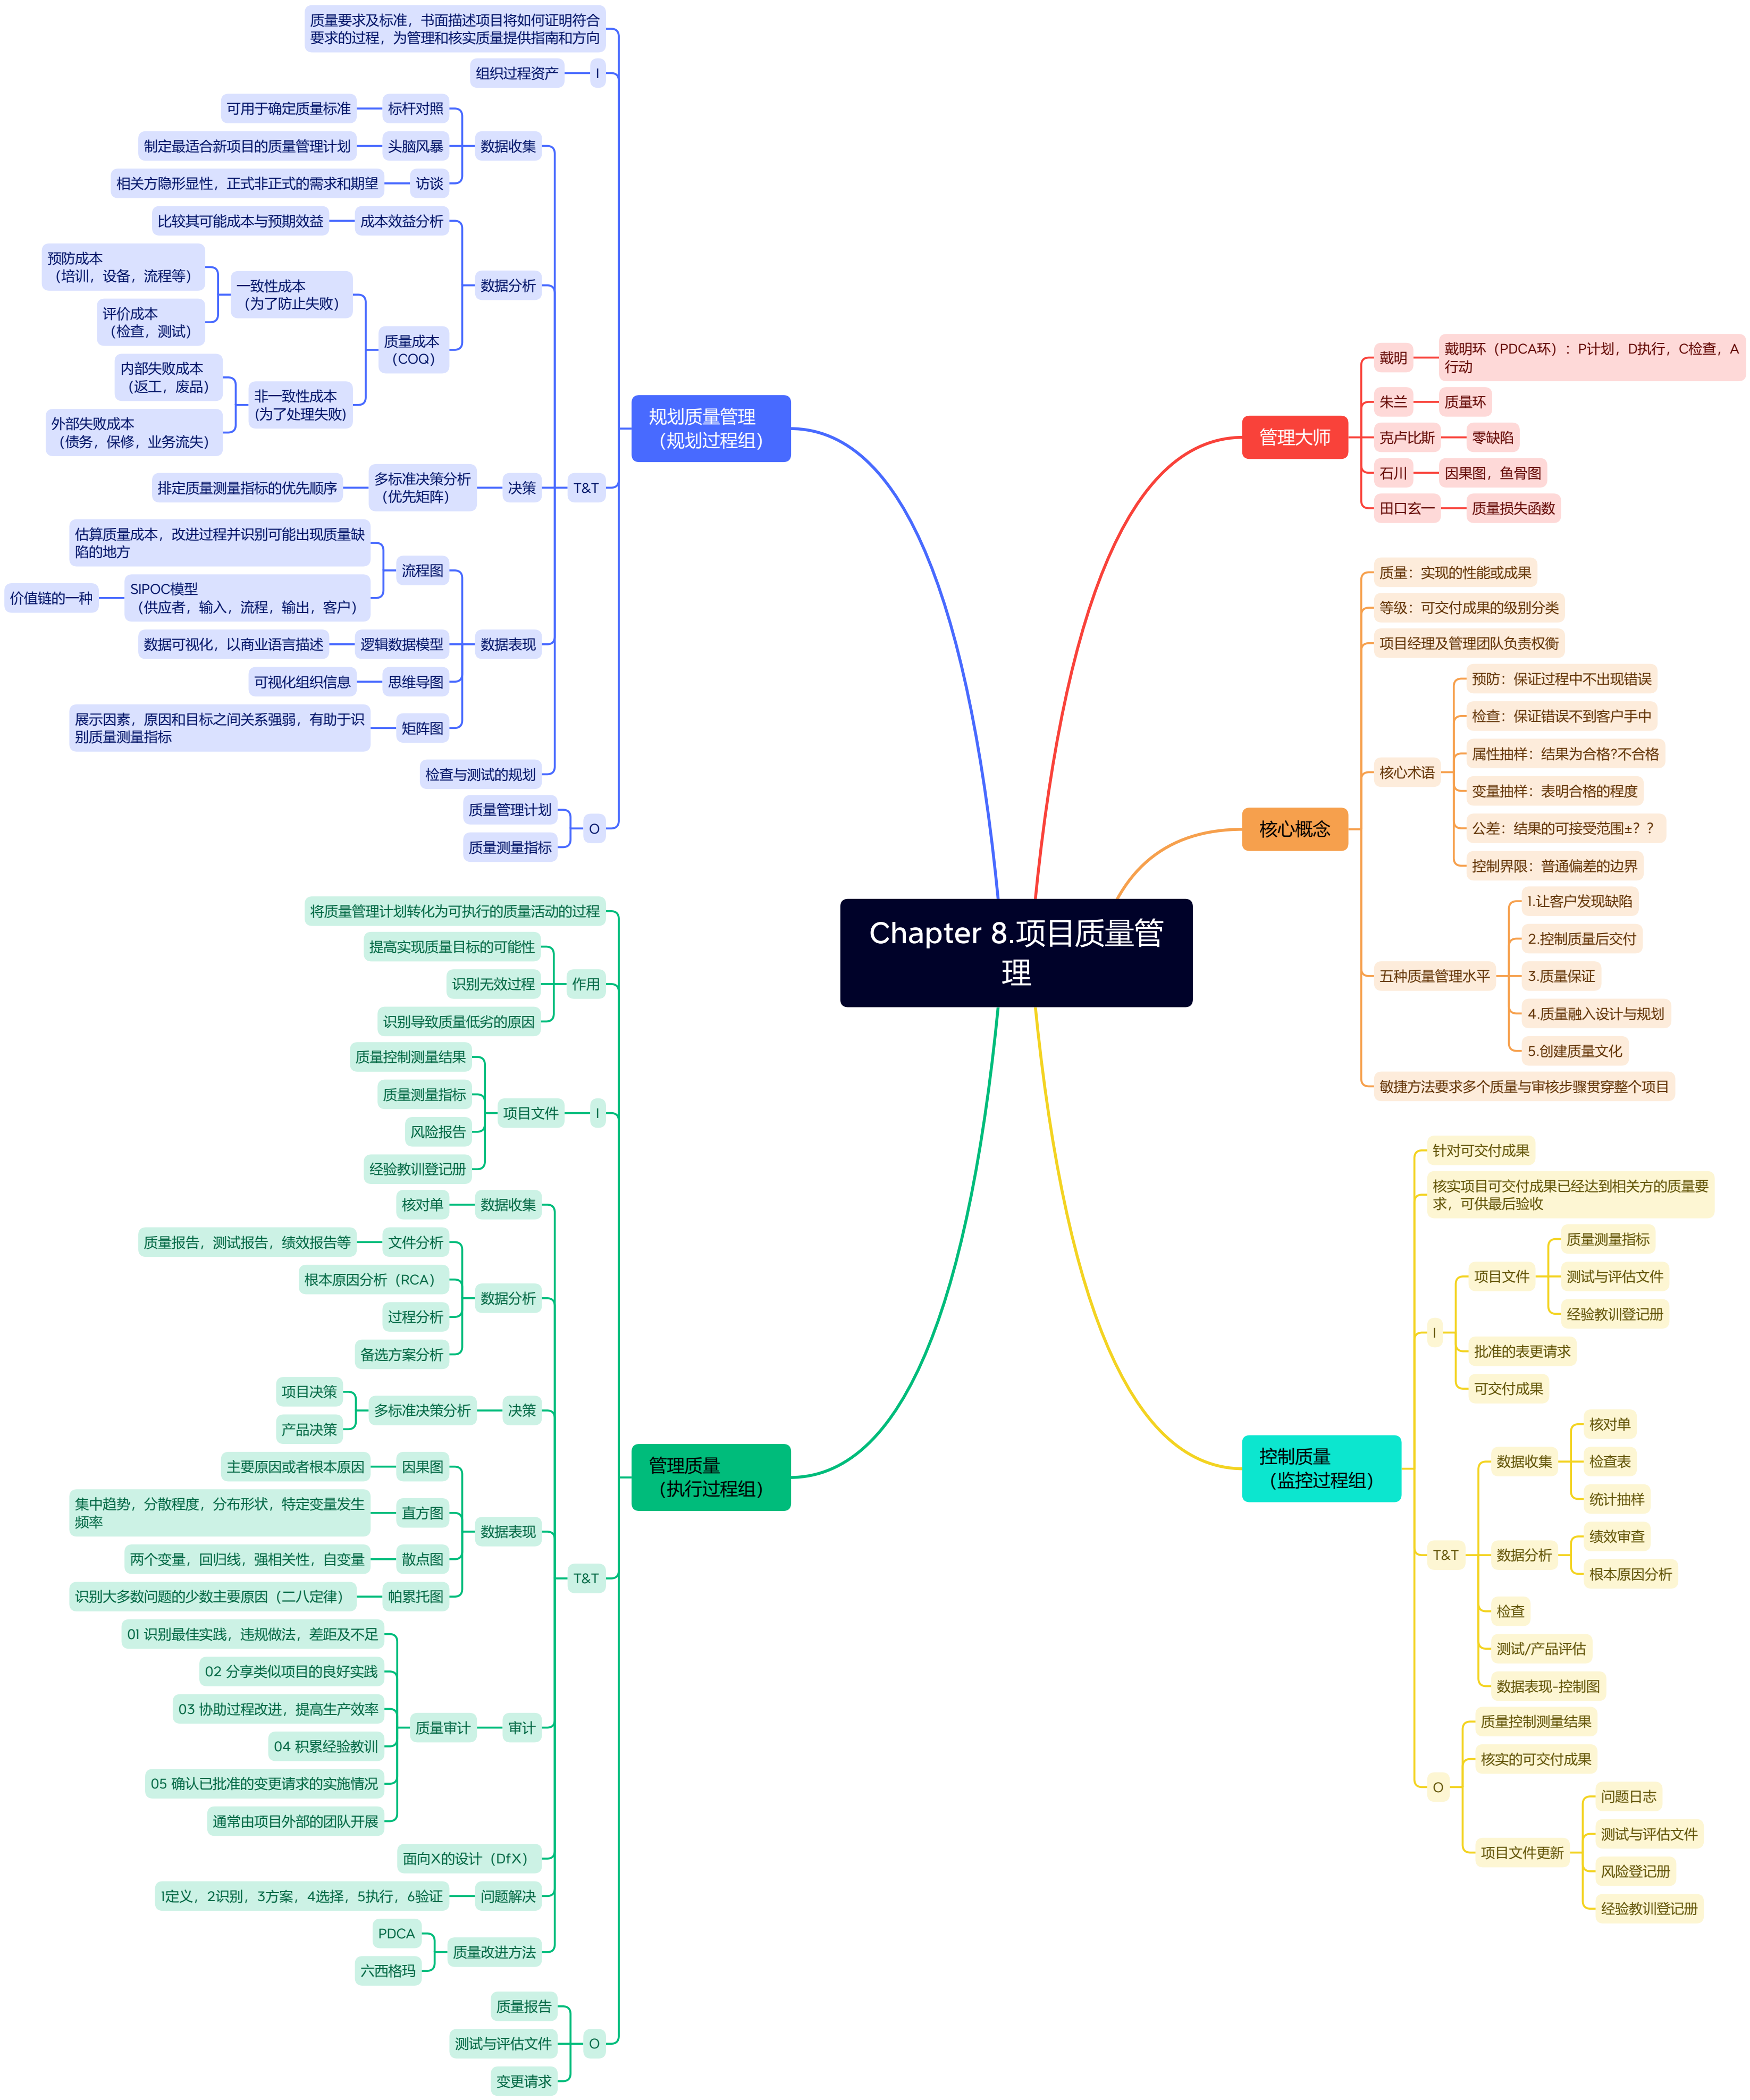 Chapter 8.项目质量管
理
管理大师
戴明
戴明环（PDCA环）：P计划，D执行，C检查，A
行动
朱兰
质量环
克卢比斯
零缺陷
石川
因果图，鱼骨图
田口玄一
质量损失函数
核心概念
质量：实现的性能或成果
等级：可交付成果的级别分类
项目经理及管理团队负责权衡
核心术语
预防：保证过程中不出现错误
检查：保证错误不到客户手中
属性抽样：结果为合格?不合格
变量抽样：表明合格的程度
公差：结果的可接受范围±？？
控制界限：普通偏差的边界
五种质量管理水平
1.让客户发现缺陷
2.控制质量后交付
3.质量保证
4.质量融入设计与规划
5.创建质量文化
敏捷方法要求多个质量与审核步骤贯穿整个项目
控制质量
（监控过程组）
针对可交付成果
核实项目可交付成果已经达到相关方的质量要
求，可供最后验收
I
项目文件
质量测量指标
测试与评估文件
经验教训登记册
批准的表更请求
可交付成果
T&T
数据收集
核对单
检查表
统计抽样
数据分析
绩效审查
根本原因分析
检查
测试/产品评估
数据表现-控制图
O
质量控制测量结果
核实的可交付成果
项目文件更新
问题日志
测试与评估文件
风险登记册
经验教训登记册
规划质量管理
（规划过程组）
质量要求及标准，书面描述项目将如何证明符合
要求的过程，为管理和核实质量提供指南和方向
I
组织过程资产
T&T
数据收集
标杆对照
可用于确定质量标准
头脑风暴
制定最适合新项目的质量管理计划
访谈
相关方隐形显性，正式非正式的需求和期望
数据分析
成本效益分析
比较其可能成本与预期效益
质量成本
（COQ）
一致性成本
（为了防止失败）
预防成本
（培训，设备，流程等）
评价成本
（检查，测试）
非一致性成本
(为了处理失败)
内部失败成本
（返工，废品）
外部失败成本
（债务，保修，业务流失）
决策
多标准决策分析
（优先矩阵）
排定质量测量指标的优先顺序
数据表现
流程图
估算质量成本，改进过程并识别可能出现质量缺
陷的地方
SIPOC模型
（供应者，输入，流程，输出，客户）
价值链的一种
逻辑数据模型
数据可视化，以商业语言描述
思维导图
可视化组织信息
矩阵图
展示因素，原因和目标之间关系强弱，有助于识
别质量测量指标
检查与测试的规划
O
质量管理计划
质量测量指标
管理质量
（执行过程组）
将质量管理计划转化为可执行的质量活动的过程
作用
提高实现质量目标的可能性
识别无效过程
识别导致质量低劣的原因
I
项目文件
质量控制测量结果
质量测量指标
风险报告
经验教训登记册
T&T
数据收集
核对单
数据分析
文件分析
质量报告，测试报告，绩效报告等
根本原因分析（RCA）
过程分析
备选方案分析
决策
多标准决策分析
项目决策
产品决策
数据表现
因果图
主要原因或者根本原因
直方图
集中趋势，分散程度，分布形状，特定变量发生
频率
散点图
两个变量，回归线，强相关性，自变量
帕累托图
识别大多数问题的少数主要原因（二八定律）
审计
质量审计
01 识别最佳实践，违规做法，差距及不足
02 分享类似项目的良好实践
03 协助过程改进，提高生产效率
04 积累经验教训
05 确认已批准的变更请求的实施情况
通常由项目外部的团队开展
面向X的设计（DfX）
问题解决
1定义，2识别，3方案，4选择，5执行，6验证
质量改进方法
PDCA
六西格玛
O
质量报告
测试与评估文件
变更请求